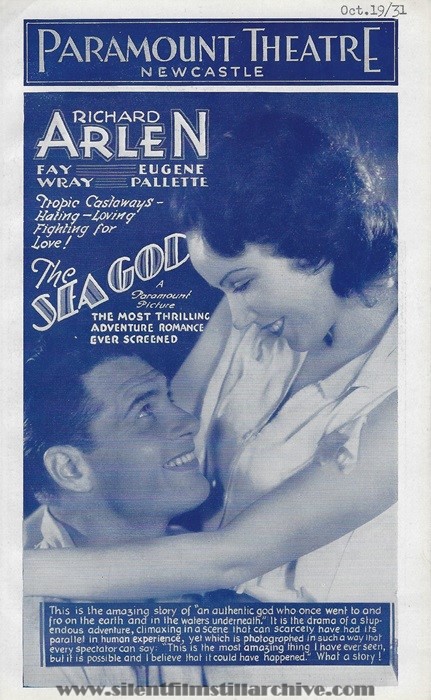 Oct.19/31
PARAMOUNT THEATRE
NEWCASTLE
RICHARD
ARLEN
FAY EUGENE
WRAY PALLETTE
Tropic Castaways -
Hating - Loving
Fighting for
Love!
The
SEA GOD
A
Paramount
Picture
THE MOST THRILLING
ADVENTURE ROMANCE
EVER SCREENED
This is the amazing story of "an authentic god who once went to and
fro on the earth and in the waters underneath." It is the drama of a stup-
endous adventure, climaxing in a scene that can scarcely have had its
parallel in human experience, yet which is photographed in such a way that
every spectator can say: "This is the most amazing thing I have ever seen,
but it is possible and I believe that it could have happened." What a story!
www.silentfilmstillarchive.com